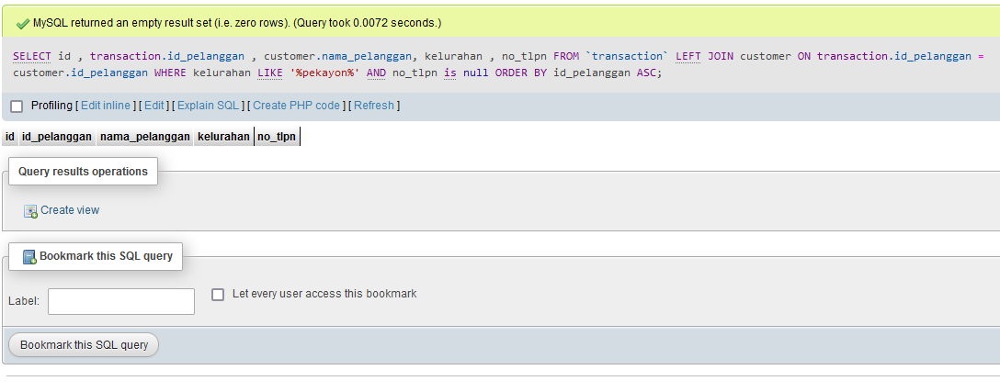 MySQL returned an empty result set (i.e. zero rows). (Query took 0.0072 seconds.)
SELECT id , transaction.id_pelanggan , customer.nama_pelanggan, kelurahan , no_tlpn FROM `transaction` LEFT JOIN customer ON transaction.id_pelanggan =
customer.id_pelanggan WHERE kelurahan LIKE '%pekayon%' AND no_tlpn is null ORDER BY id_pelanggan ASC;
Profiling [ Edit inline ] [ Edit ] [ Explain SQL ] [ Create PHP code ] [ Refresh ]
id id_pelanggan nama_pelanggan kelurahan no_tlpn
Query results operations
Create view
Bookmark this SQL query
Label: Let every user access this bookmark
Bookmark this SQL query